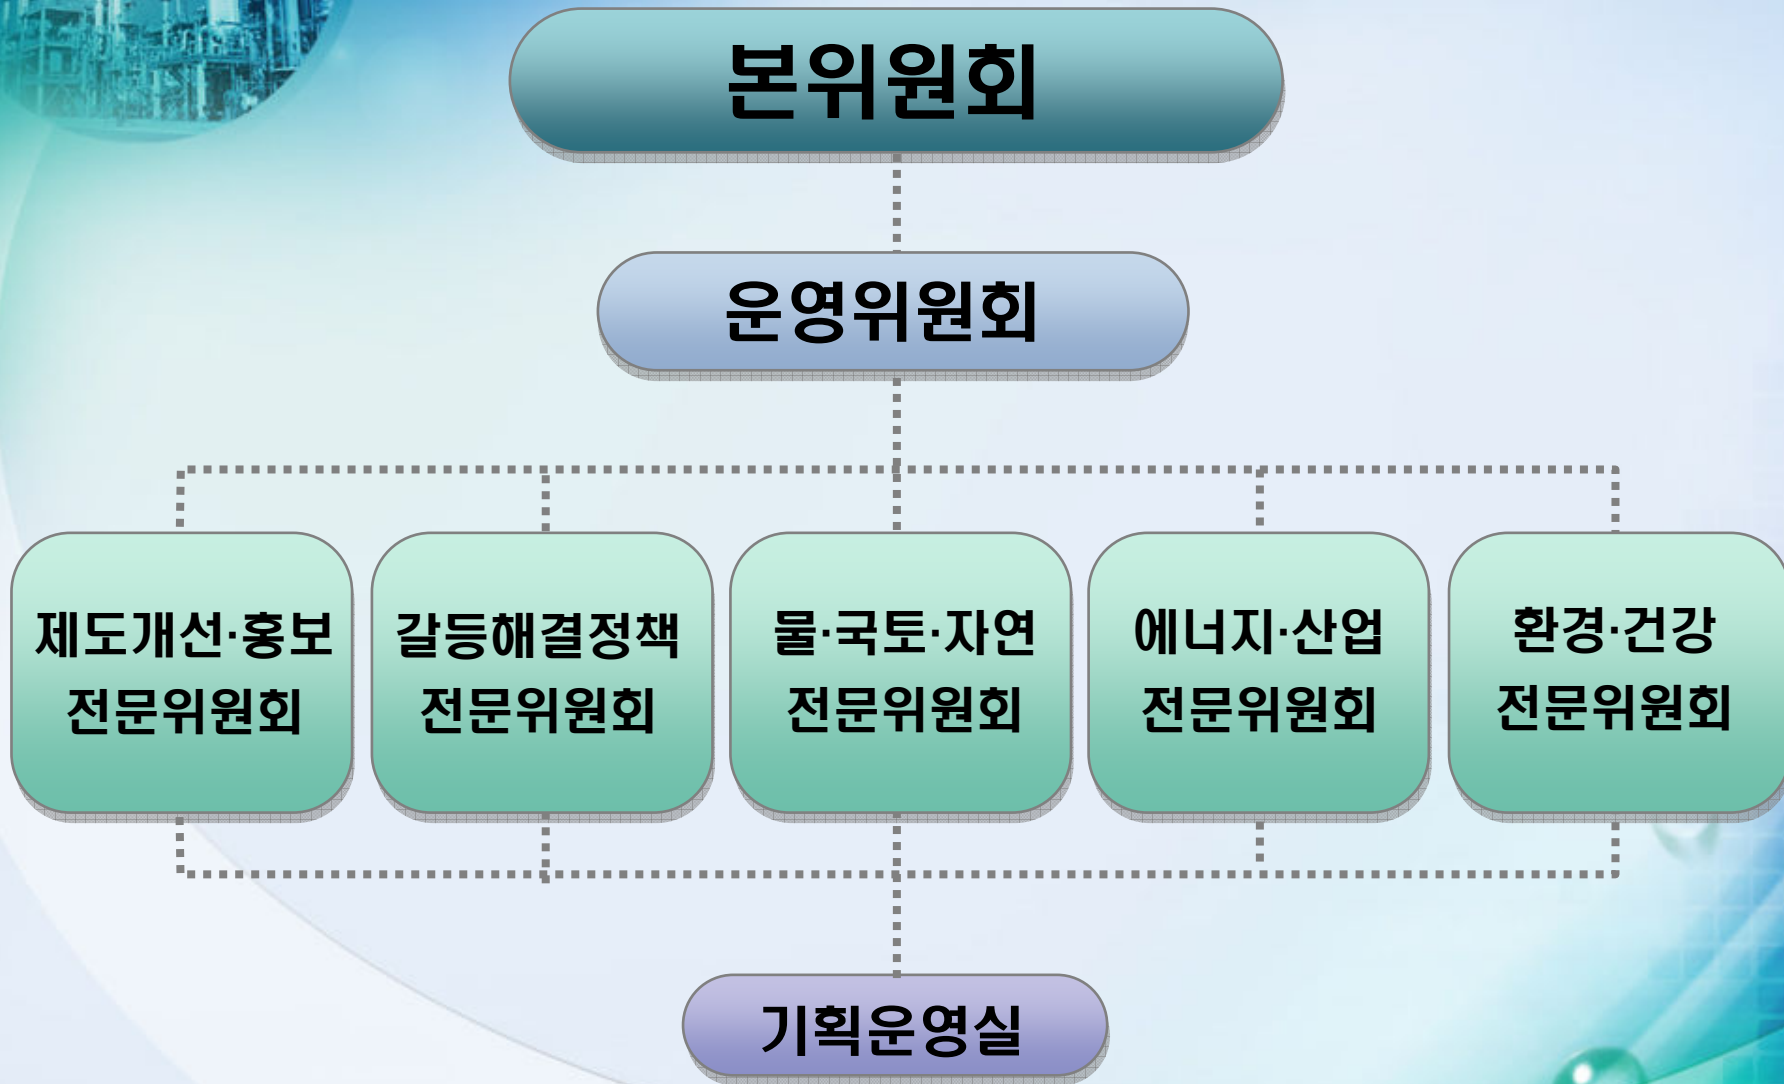 본위원회
운영위원회
제도개선·홍보
전문위원회
갈등해결정책
전문위원회
물·국토·자연
전문위원회
에너지·산업
전문위원회
환경·건강
전문위원회
기획운영실